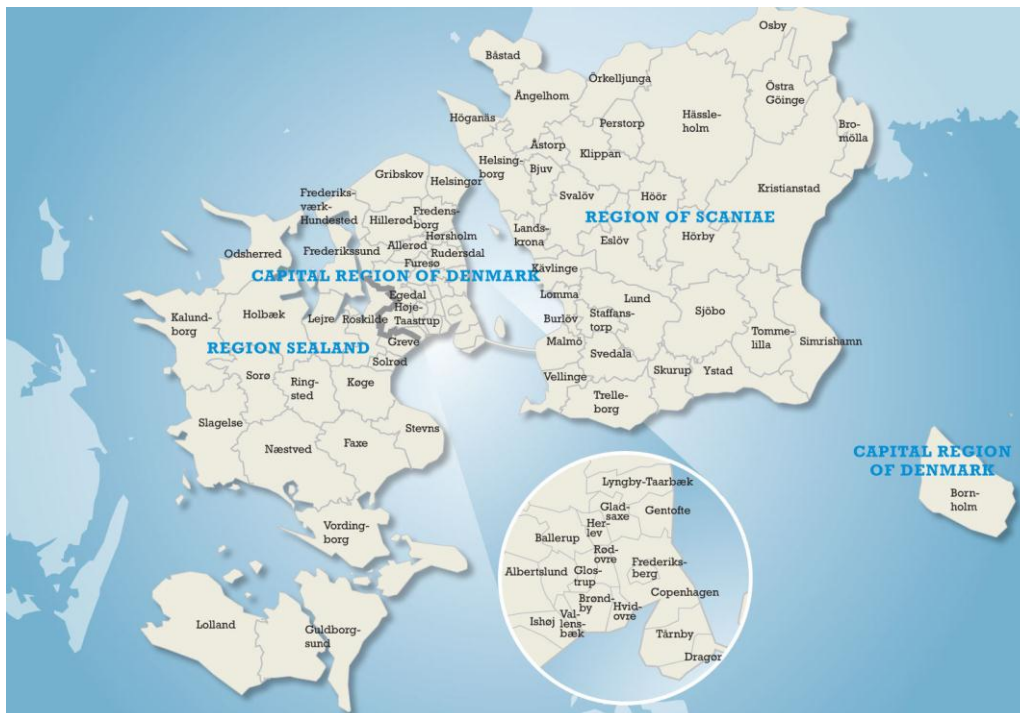 Osby
Båstad
Örkelljunga
Ängelhom
Östra
Göinge
Höganäs
Perstorp
Hässle-
holm
Bro-
mölla
Åstorp
Klippan
Helsing-
borg
Bjuv
Svalöv
Höör
Kristianstad
REGION OF SCANIAE
Lands-
krona
Eslöv
Hörby
Kävlinge
Lomma
Lund
Burlöv
Staffans-
torp
Sjöbo
Malmö
Svedala
Tomme-
lilla
Simrishamn
Vellinge
Skurup
Ystad
Trelle-
borg
Gribskov
Helsingør
Frederiks-
værk-
Hundested
Hillerød
Fredens-
borg
Hørsholm
Allerød
Rudersdal
Frederikssund
Furesø
Odsherred
CAPITAL REGION OF DENMARK
Egedal
Høje-
Taastrup
Kalund-
borg
Holbæk
Lejre
Roskilde
Greve
REGION SEALAND
Solrød
Sorø
Ring-
sted
Køge
Slagelse
Stevns
Næstved
Faxe
Vording-
borg
Lolland
Guldborg-
sund
CAPITAL REGION
OF DENMARK
Born-
holm
Lyngby-Taarbæk
Glad-
saxe
Gentofte
Her-
lev
Ballerup
Rød-
ovre
Albertslund
Glos-
trup
Frederiks-
berg
Brønd-
by
Hvid-
ovre
Copenhagen
Ishøj
Val-
lens-
bæk
Tårnby
Dragør